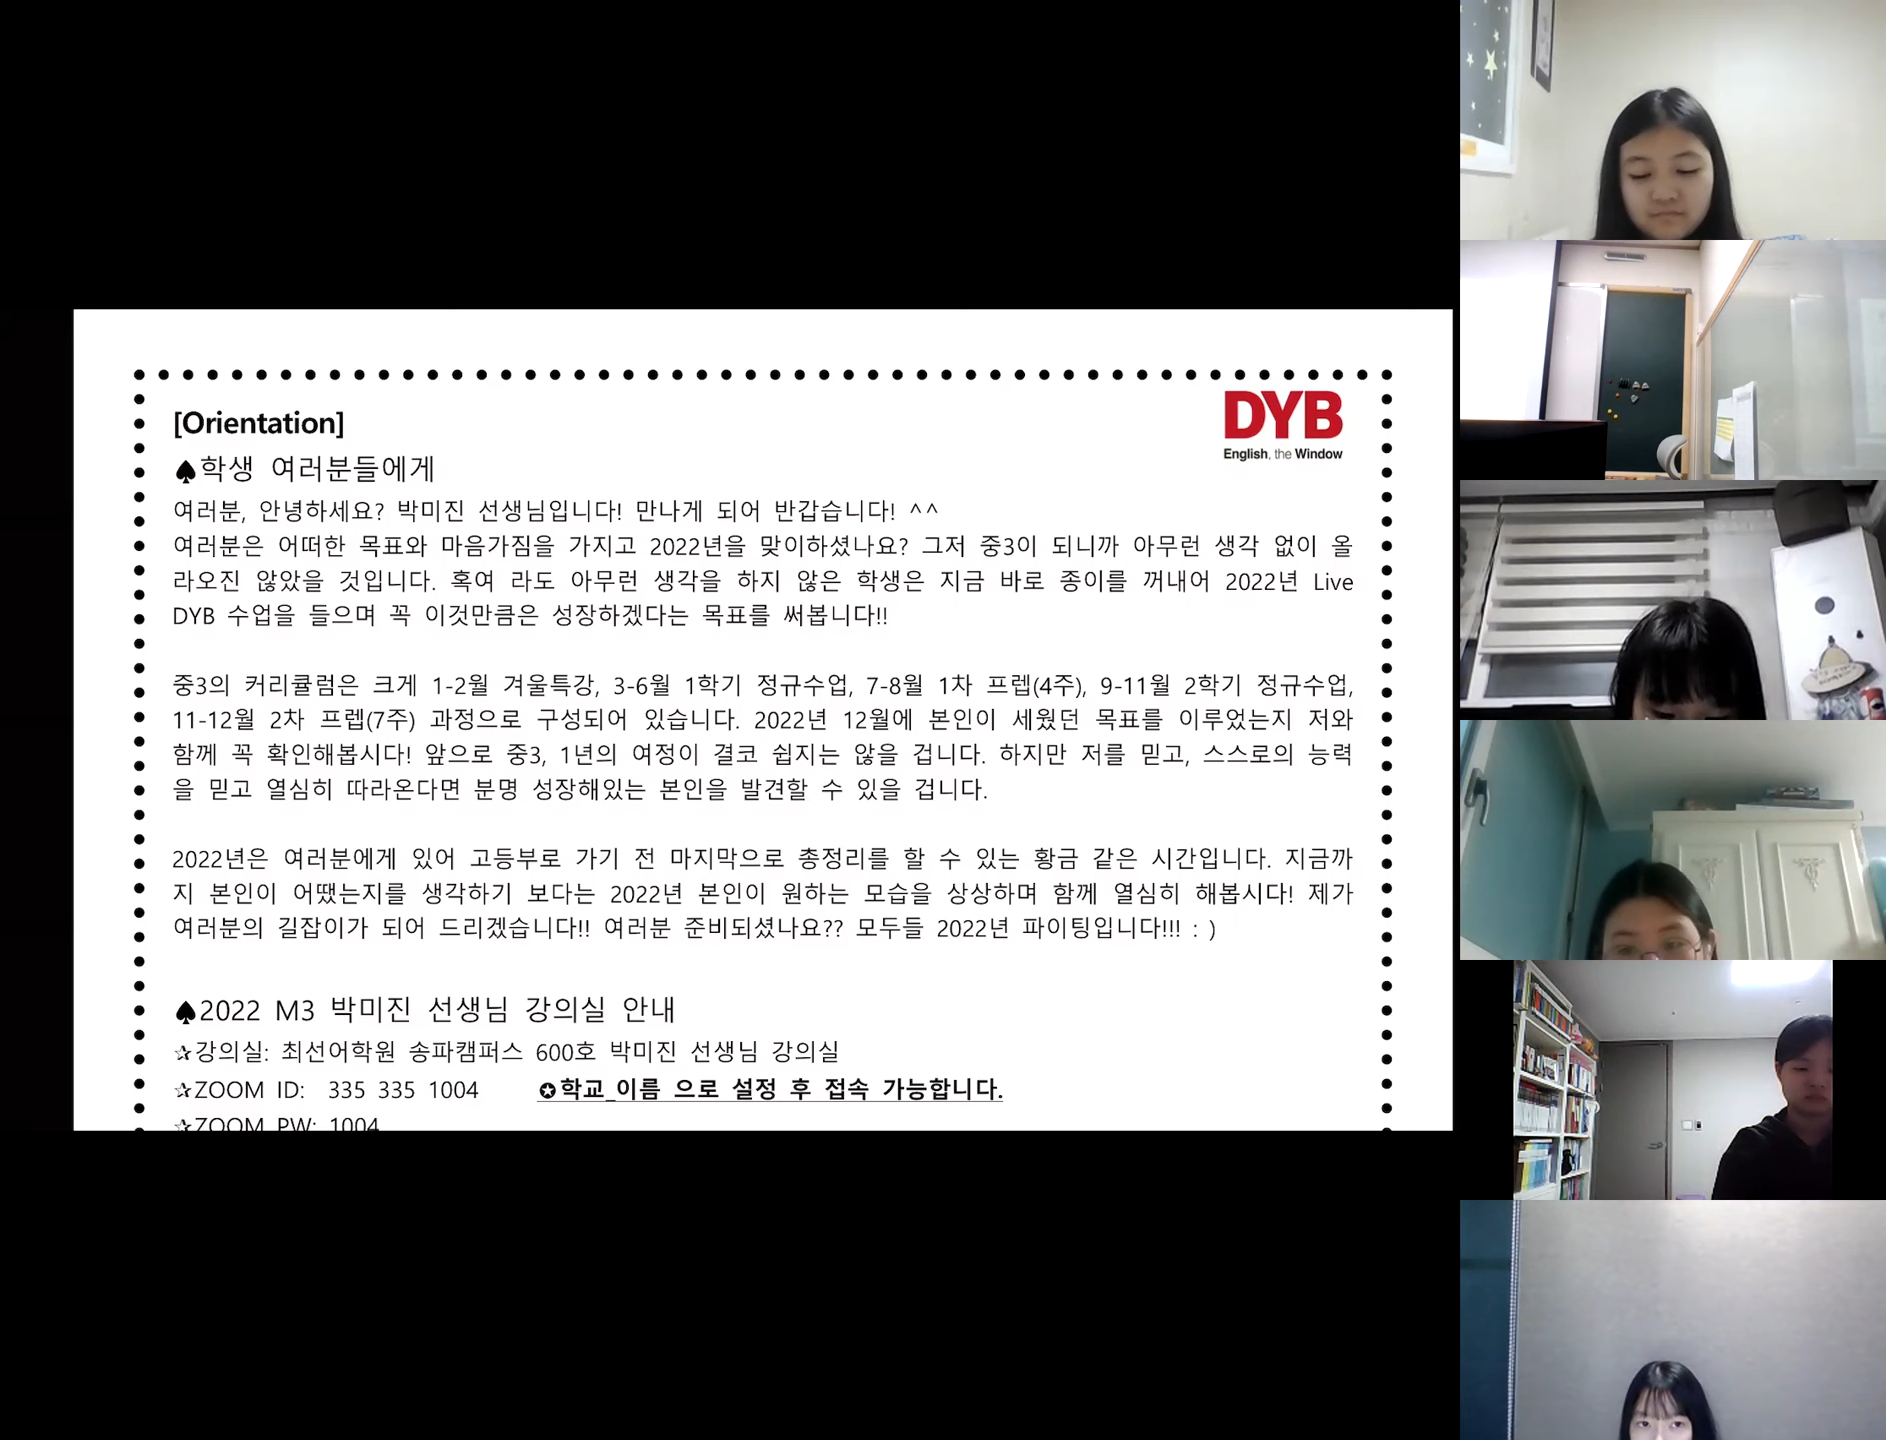 [Orientation]
DYB
English, the Window
♠학생 여러분들에게
여러분, 안녕하세요? 박미진 선생님입니다! 만나게 되어 반갑습니다! ^^
여러분은 어떠한 목표와 마음가짐을 가지고 2022년을 맞이하셨나요? 그저 중3이 되니까 아무런 생각 없이 올
라오진 않았을 것입니다. 혹여 라도 아무런 생각을 하지 않은 학생은 지금 바로 종이를 꺼내어 2022년 Live
DYB 수업을 들으며 꼭 이것만큼은 성장하겠다는 목표를 써봅니다!!
중3의 커리큘럼은 크게 1-2월 겨울특강, 3-6월 1학기 정규수업, 7-8월 1차 프렙(4주), 9-11월 2학기 정규수업,
11-12월 2차 프렙(7주) 과정으로 구성되어 있습니다. 2022년 12월에 본인이 세웠던 목표를 이루었는지 저와
함께 꼭 확인해봅시다! 앞으로 중3, 1년의 여정이 결코 쉽지는 않을 겁니다. 하지만 저를 믿고, 스스로의 능력
을 믿고 열심히 따라온다면 분명 성장해있는 본인을 발견할 수 있을 겁니다.
2022년은 여러분에게 있어 고등부로 가기 전 마지막으로 총정리를 할 수 있는 황금 같은 시간입니다. 지금까
지 본인이 어땠는지를 생각하기 보다는 2022년 본인이 원하는 모습을 상상하며 함께 열심히 해봅시다! 제가
여러분의 길잡이가 되어 드리겠습니다!! 여러분 준비되셨나요?? 모두들 2022년 파이팅입니다!!! : )
♠2022 M3 박미진 선생님 강의실 안내
☆강의실: 최선어학원 송파캠퍼스 600호 박미진 선생님 강의실
☆ZOOM ID: 335 335 1004 ✪학교_이름 으로 설정 후 접속 가능합니다.
☆ZOOM PW: 1004